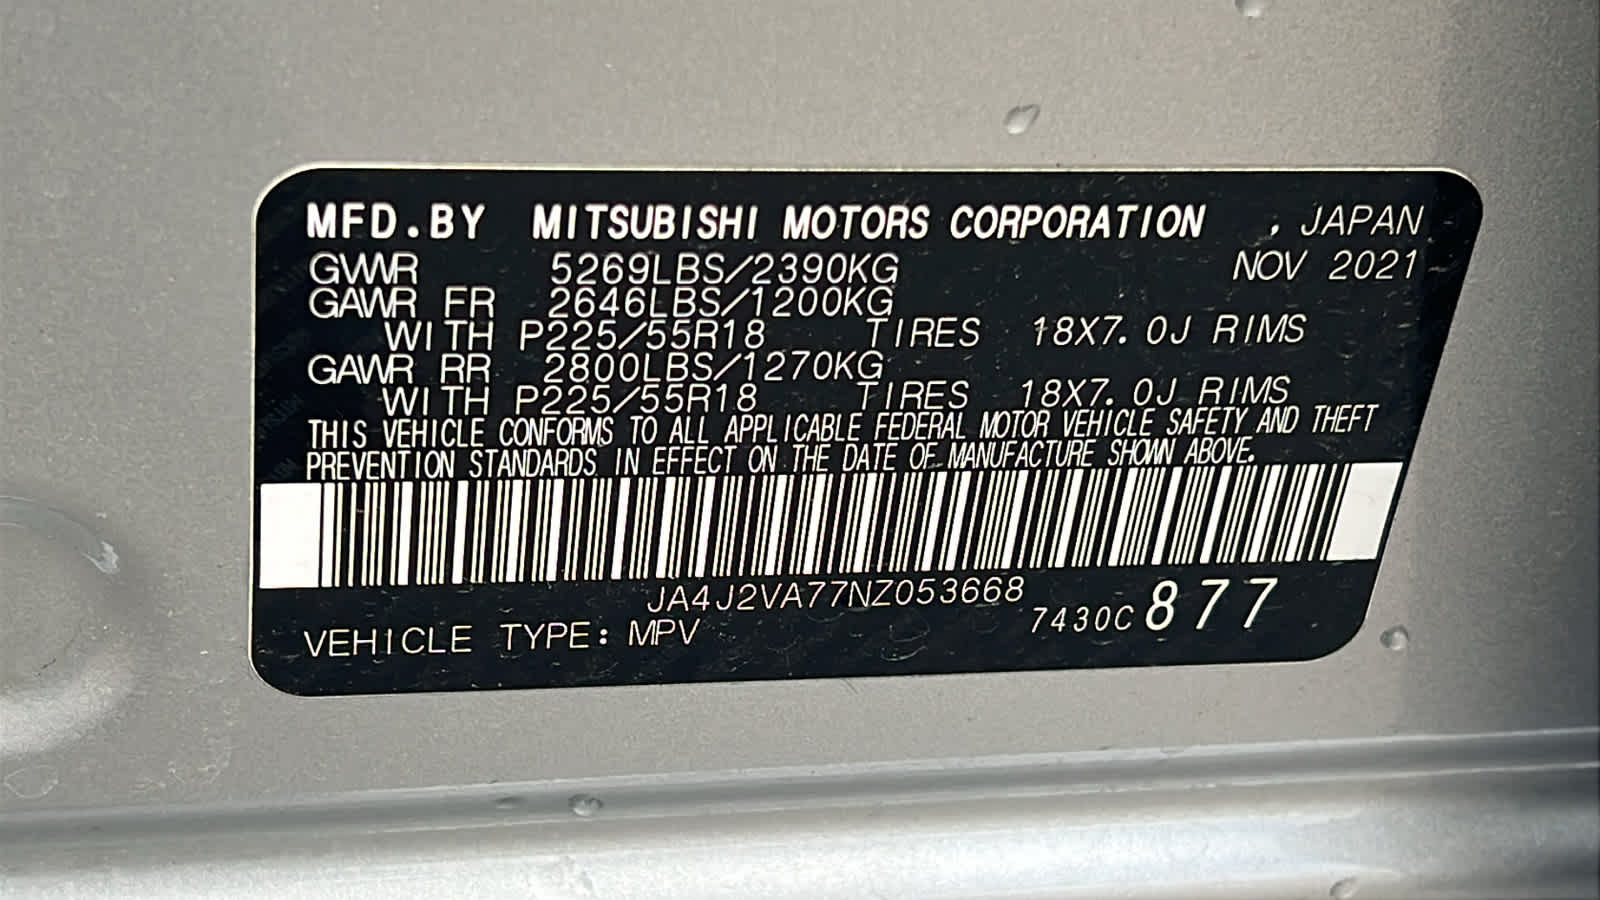 MFD.BY MITSUBISHI MOTORS CORPORATION , JAPAN
GVWR 5269LBS/2390KG NOV 2021
GAWR FR 2646LBS/1200KG
WITH P225/55R18 TIRES 18X7.0J RIMS
GAWR RR 2800LBS/1270KG
WITH P225/55R18 TIRES 18X7.0J RIMS
THIS VEHICLE CONFORMS TO ALL APPLICABLE FEDERAL MOTOR VEHICLE SAFETY AND THEFT
PREVENTION STANDARDS IN EFFECT ON THE DATE OF MANUFACTURE SHOWN ABOVE.
JA4J2VA77NZ053668
VEHICLE TYPE: MPV 7430C 877